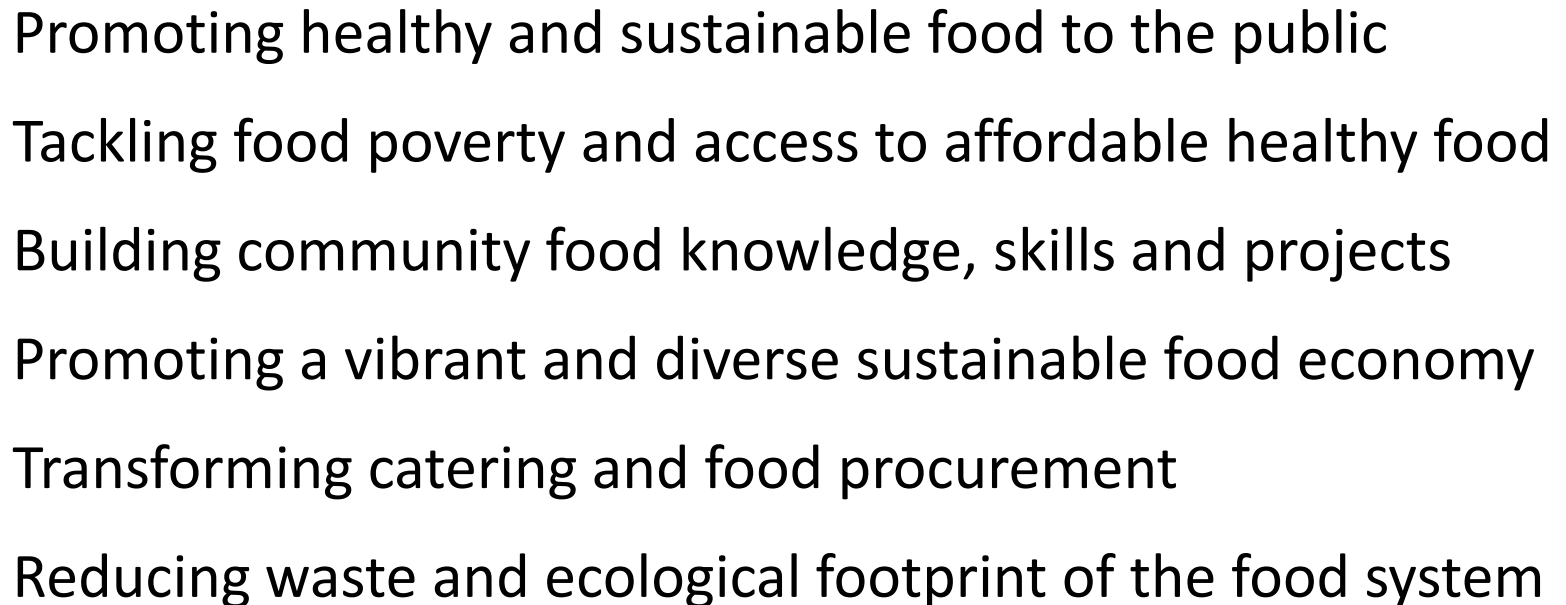 Promoting healthy and sustainable food to the public
Tackling food poverty and access to affordable healthy food
Building community food knowledge, skills and projects
Promoting a vibrant and diverse sustainable food economy
Transforming catering and food procurement
Reducing waste and ecological footprint of the food system